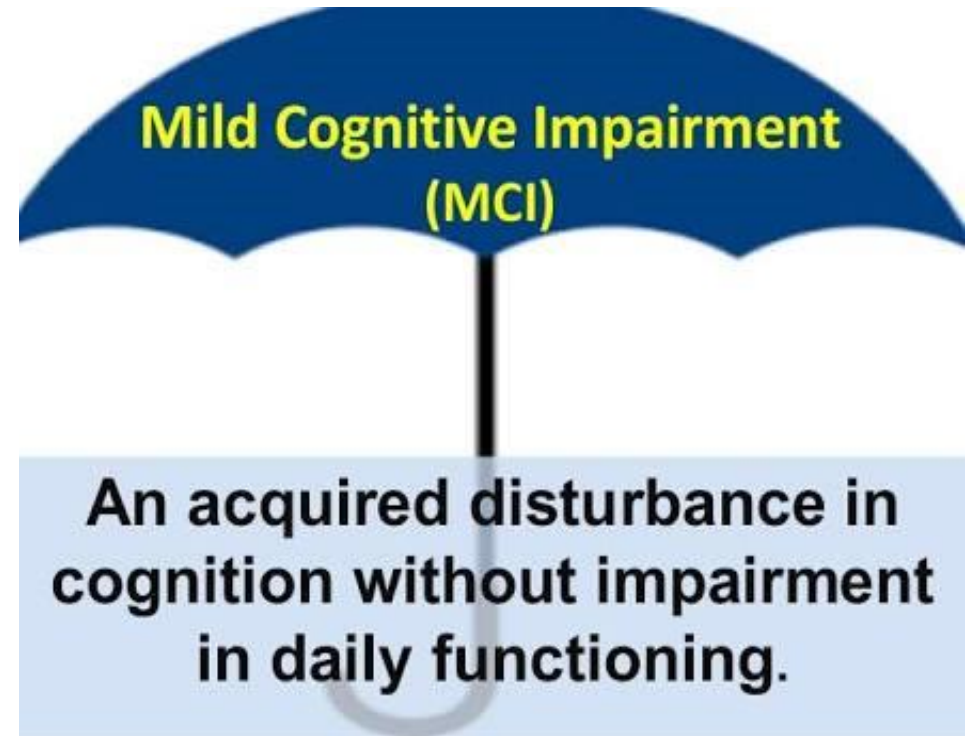 Mild Cognitive Impairment
(MCI)
An acquired disturbance in
cognition without impairment
in daily functioning.